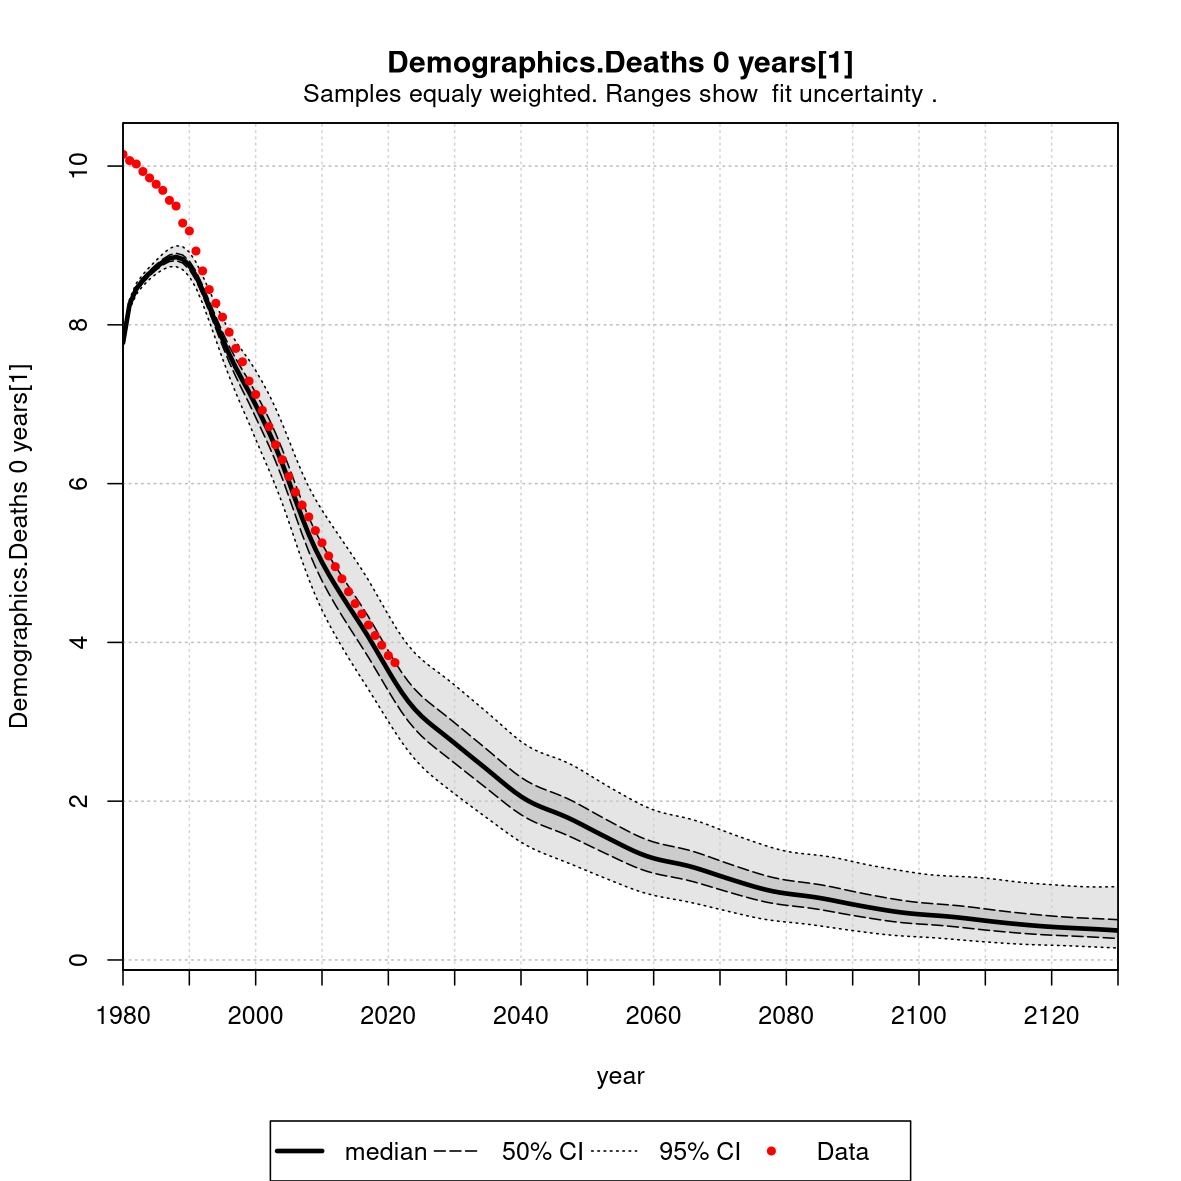 Demographics.Deaths 0 years[1]
Samples equaly weighted. Ranges show  fit uncertainty .
Demographics.Deaths 0 years[1]
10
8
6
4
2
0
1980 2000 2020 2040 2060 2080 2100 2120
year
median 50% CI 95% CI Data